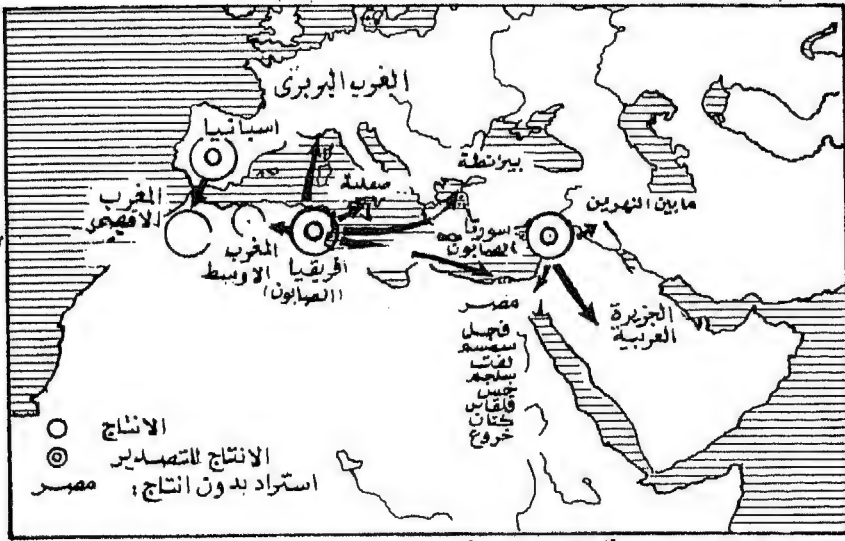 الغرب البربرى
اسبانيا
بيزنطة
صقلية
المغرب
الاقصى
ما بين النهرين
سوريا
الصابون
المغرب
الاوسط
افريقيا
(الصابون)
مصر
فجل
سمسم
لفت
سلجم
خس
قلقاس
كتان
خروع
الجزيرة
العربية
الانتاج
الانتاج للتصدير
استراد بدون انتاج: مصر